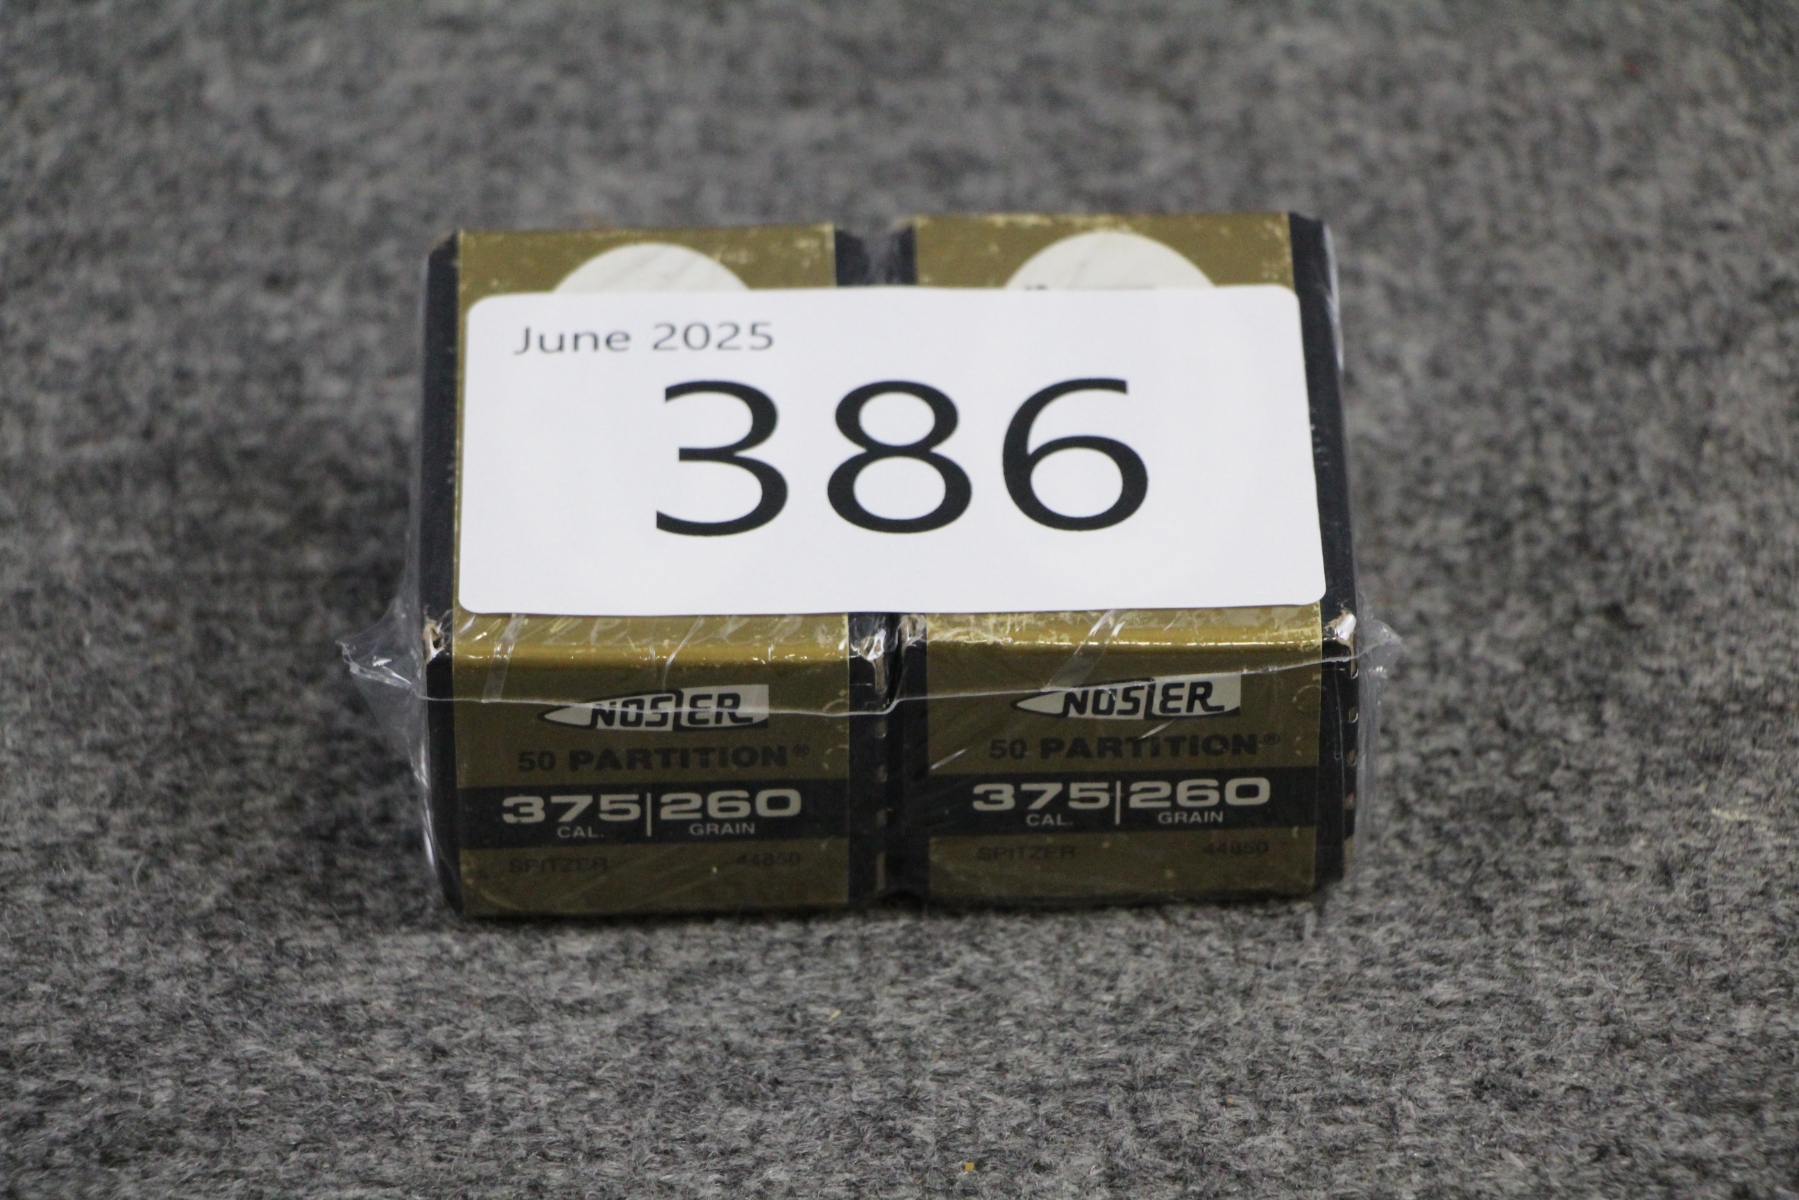 June 2025
386
NOSLER
50 PARTITION®
375|260
CAL. GRAIN
SPITZER 44850
NOSLER
50 PARTITION®
375|260
CAL. GRAIN
SPITZER 44850